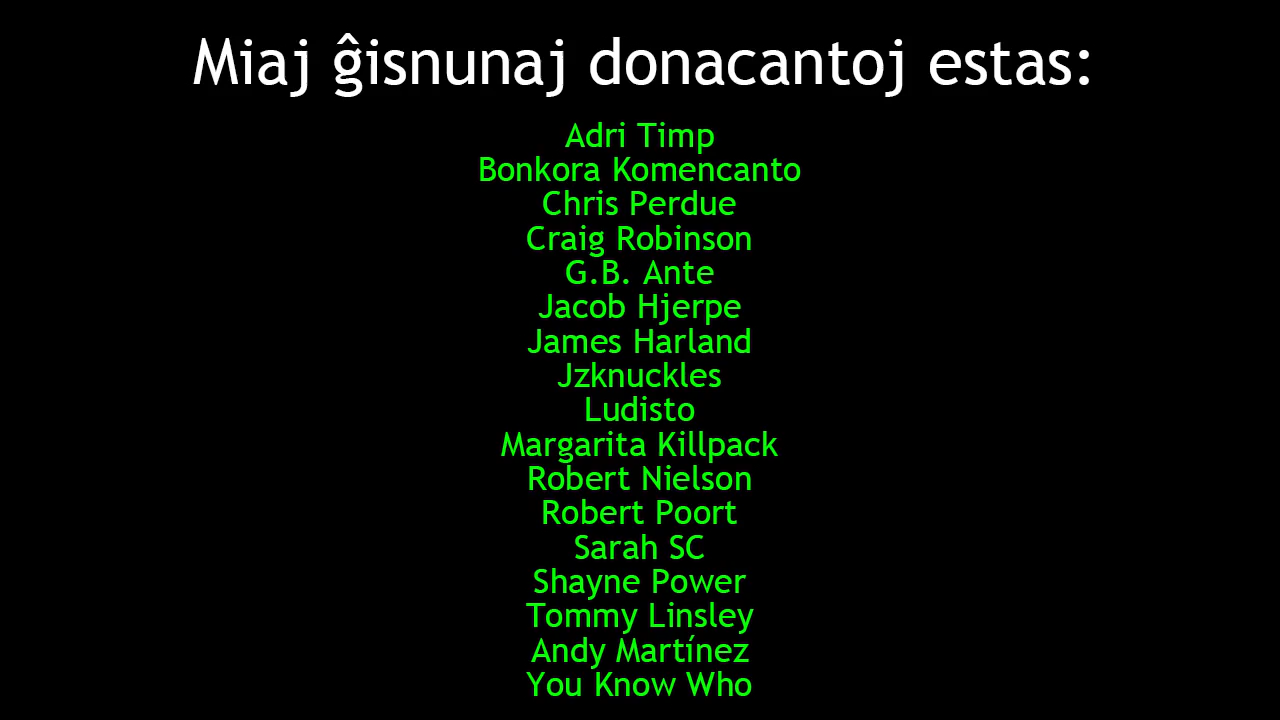 Miaj ĝisnunaj donacantoj estas:
Adri Timp
Bonkora Komencanto
Chris Perdue
Craig Robinson
G.B. Ante
Jacob Hjerpe
James Harland
Jzknuckles
Ludisto
Margarita Killpack
Robert Nielson
Robert Poort
Sarah SC
Shayne Power
Tommy Linsley
Andy Martínez
You Know Who